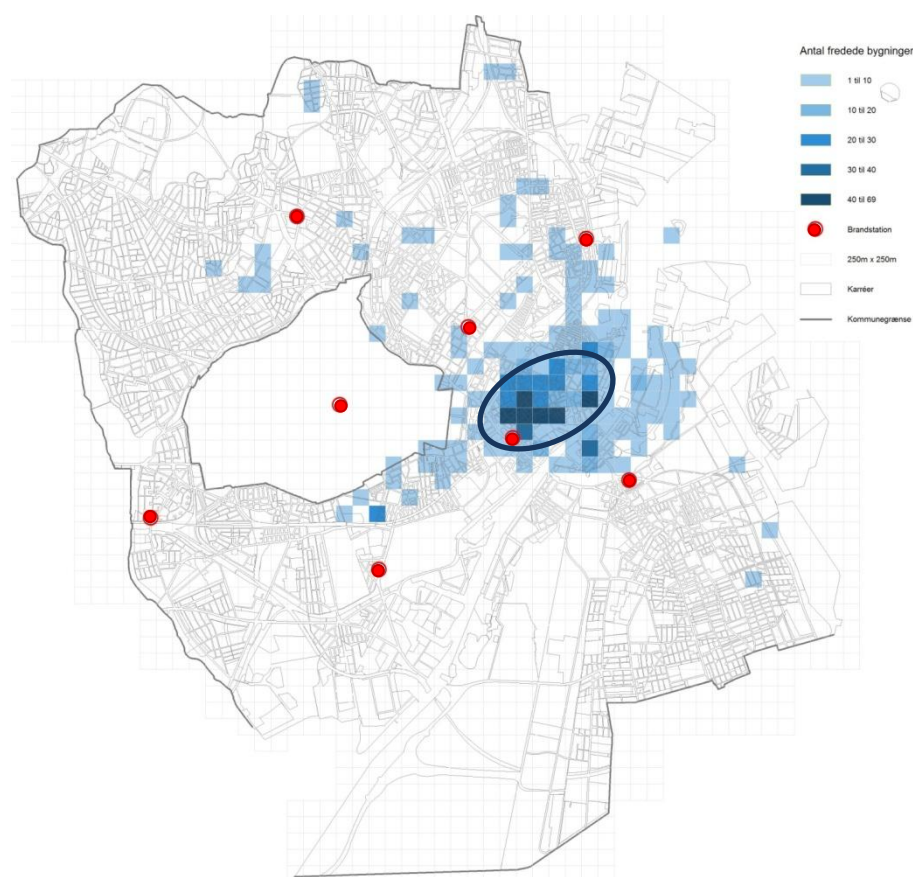 Antal fredede bygninger
1 til 10
10 til 20
20 til 30
30 til 40
40 til 69
Brandstation
250m x 250m
Karréer
Kommunegrænse